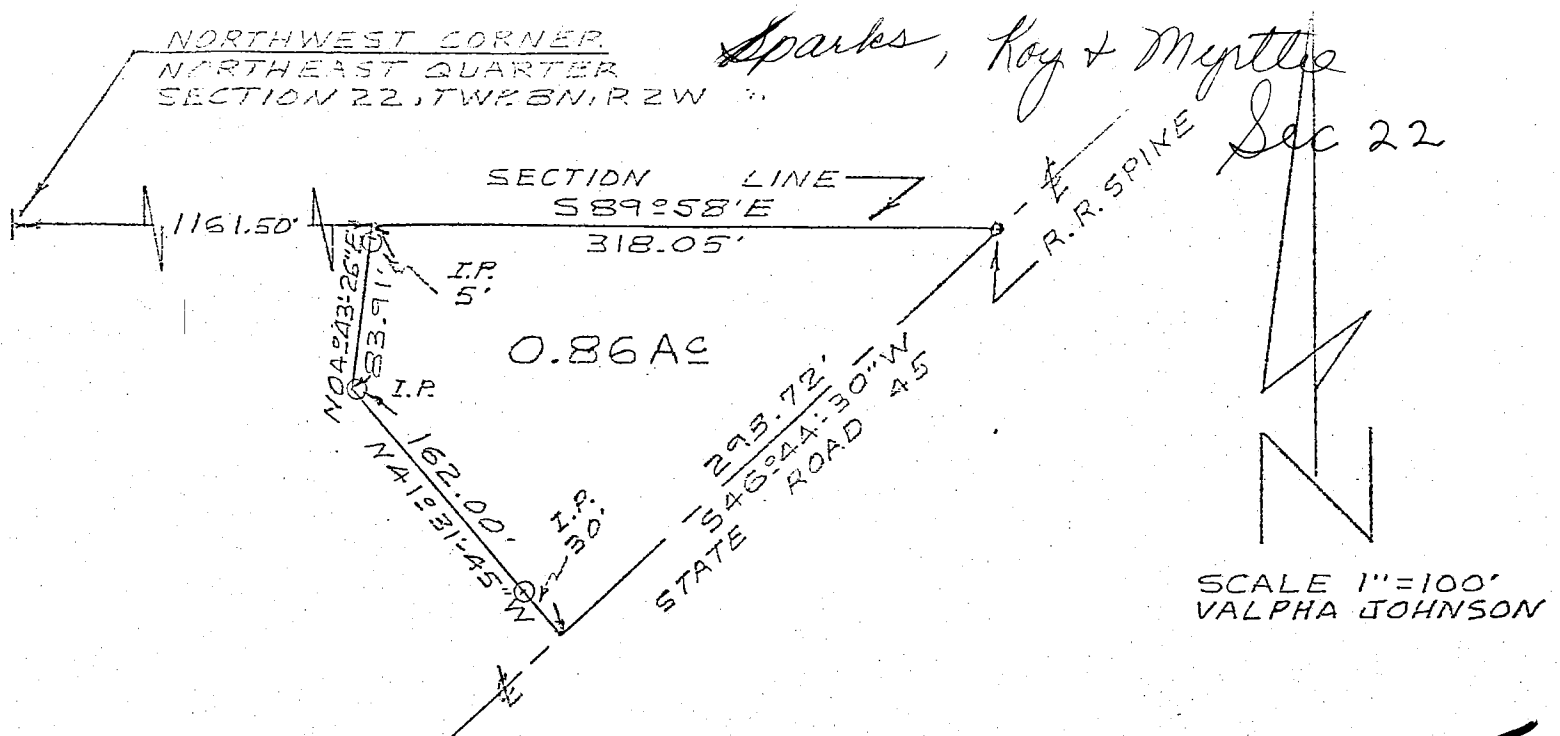 NORTHWEST CORNER
NORTHEAST QUARTER
SECTION 22, TWP. 8N, R 2W
Sparks, Roy & Myrtle
Sec 22
SECTION LINE
S 89°58'E
318.05'
1161.50'
R.R. SPIKE
I.P.
5'
N04°43'26"E
83.91'
0.86 Ac
I.P.
162.00'
N41°31'45"W
I.P.
30'
293.72'
S46°44'30"W
STATE ROAD 45
N
SCALE 1"=100'
VALPHA JOHNSON